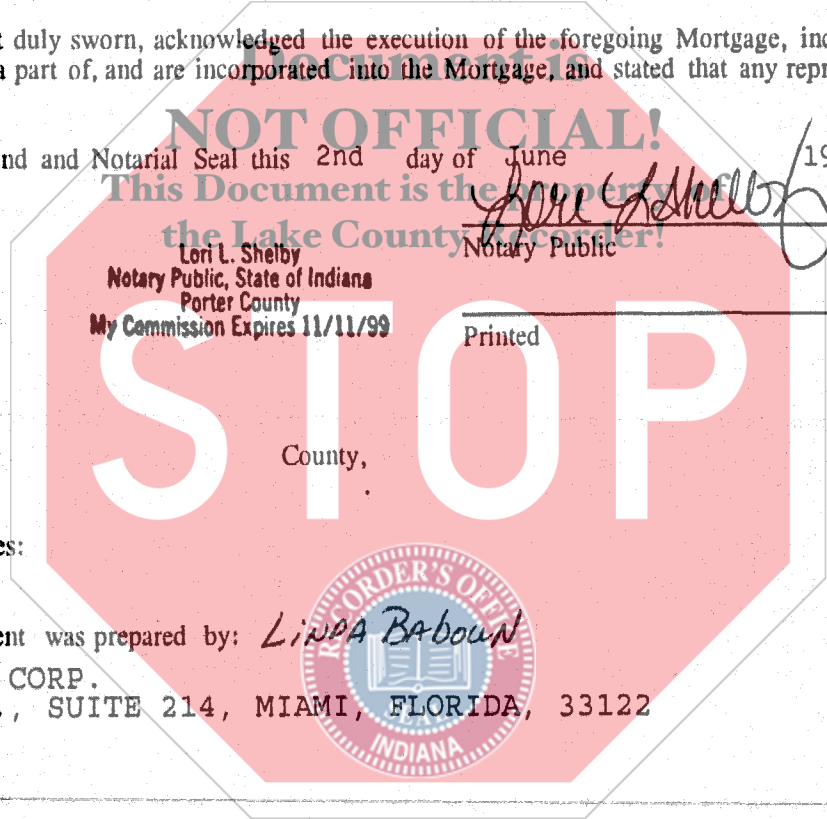 t duly sworn, acknowledged the execution of the foregoing Mortgage, inc
a part of, and are incorporated into the Mortgage, and stated that any repr
Document is
NOT OFFICIAL!
This Document is the property of
the Lake County Recorder!
nd and Notarial Seal this 2nd day of June 19
Lori L Shelby
Notary Public
Lori L. Shelby
Notary Public, State of Indiana
Porter County
My Commission Expires 11/11/99
Printed
STOP
County,
es:
ent was prepared by: LINDA BABOUN
CORP.
., SUITE 214, MIAMI, FLORIDA, 33122
RECORDER'S OFFICE
SEAL
INDIANA